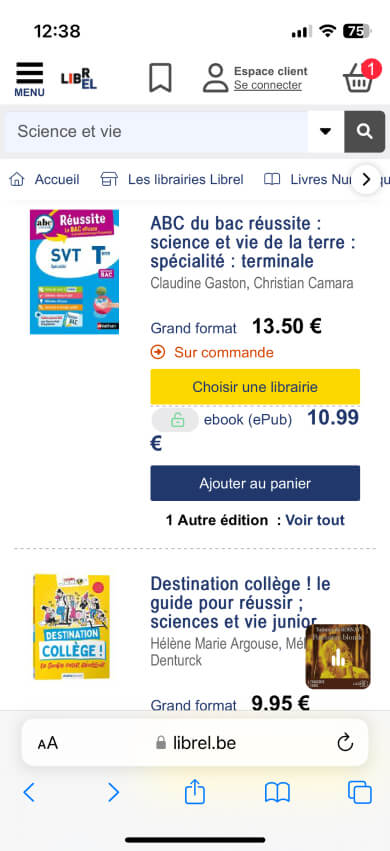 12:38
75
MENU
LIBR
EL
Espace client
Se connecter
1
Science et vie
Accueil
Les librairies Librel
Livres Nu
abc
Réussite
Le BAC efficace
SVT
Tle
BAC
Nathan
ABC du bac réussite :
science et vie de la terre :
spécialité : terminale
Claudine Gaston, Christian Camara
Grand format 13.50 €
Sur commande
Choisir une librairie
ebook (ePub) 10.99
€
Ajouter au panier
1 Autre édition : Voir tout
DESTINATION
COLLÈGE !
Destination collège ! le
guide pour réussir ;
sciences et vie junior
Hélène Marie Argouse, Mél
Denturck
Grand format 9.95 €
AA
librel.be